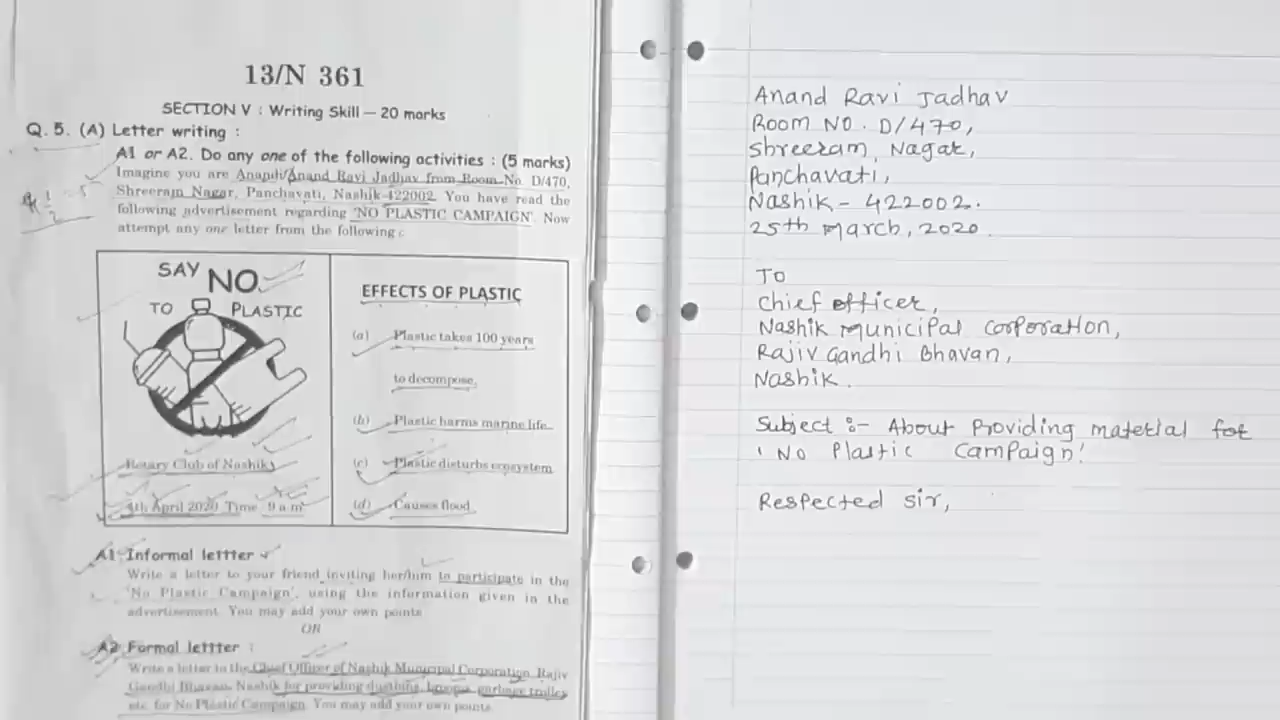 13/N 361
SECTION V : Writing Skill — 20 marks
Q. 5. (A) Letter writing :
A1 or A2. Do any one of the following activities : (5 marks)
Imagine you are Anandi/Anand Ravi Jadhav from Room No. D/470,
Shreeram Nagar, Panchavati, Nashik-422002. You have read the
following advertisement regarding 'NO PLASTIC CAMPAIGN'. Now
attempt any one letter from the following :
SAY NO
TO PLASTIC
Rotary Club of Nashik
4th April 2020 Time 9 a.m
EFFECTS OF PLASTIC
(a) Plastic takes 100 years
to decompose.
(b) Plastic harms marine life.
(c) Plastic disturbs ecosystem
(d) Causes flood.
A1. Informal lettter
Write a letter to your friend inviting her/him to participate in the
'No Plastic Campaign', using the information given in the
advertisement. You may add your own points
OR
A2 Formal lettter :
Write a letter to the Chief Officer of Nashik Municipal Corporation, Rajiv
Gandhi Bhavan, Nashik for providing dustbins, brooms, garbage trolley
etc. for No Plastic Campaign. You may add your own points
Anand Ravi Jadhav
Room No. D/470,
Shreeram, Nagar,
Panchavati,
Nashik - 422002.
25th March, 2020.
To
Chief officer,
Nashik Municipal Corporation,
Rajiv Gandhi Bhavan,
Nashik.
Subject :- About Providing material for
'No Plastic Campaign!
Respected sir,